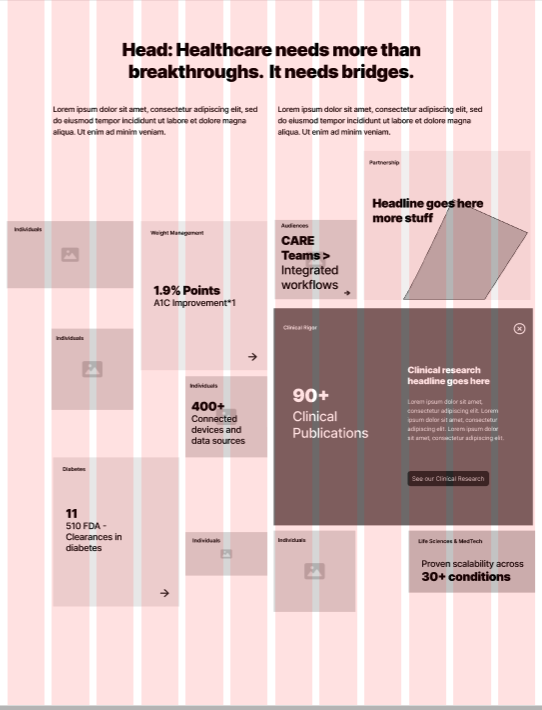 Head: Healthcare needs more than
breakthroughs. It needs bridges.
Lorem ipsum dolor sit amet, consectetur adipiscing elit, sed
do eiusmod tempor incididunt ut labore et dolore magna
aliqua. Ut enim ad minim veniam.
Lorem ipsum dolor sit amet, consectetur adipiscing elit, sed
do eiusmod tempor incididunt ut labore et dolore magna
aliqua. Ut enim ad minim veniam.
Partnership
Headline goes here
more stuff
Individuals
Weight Management
1.9% Points
A1C Improvement*1
Audiences
CARE
Teams >
Integrated
workflows
Individuals
Clinical Rigor
90+
Clinical
Publications
Clinical research
headline goes here
Lorem ipsum dolor sit amet,
consectetur adipiscing elit. Lorem
ipsum dolor sit amet, consectetur
adipiscing elit. Lorem ipsum dolor
sit amet, consectetur adipiscing elit.
See our Clinical Research
Individuals
400+
Connected
devices and
data sources
Diabetes
11
510 FDA -
Clearances in
diabetes
Individuals
Individuals
Life Sciences & MedTech
Proven scalability across
30+ conditions